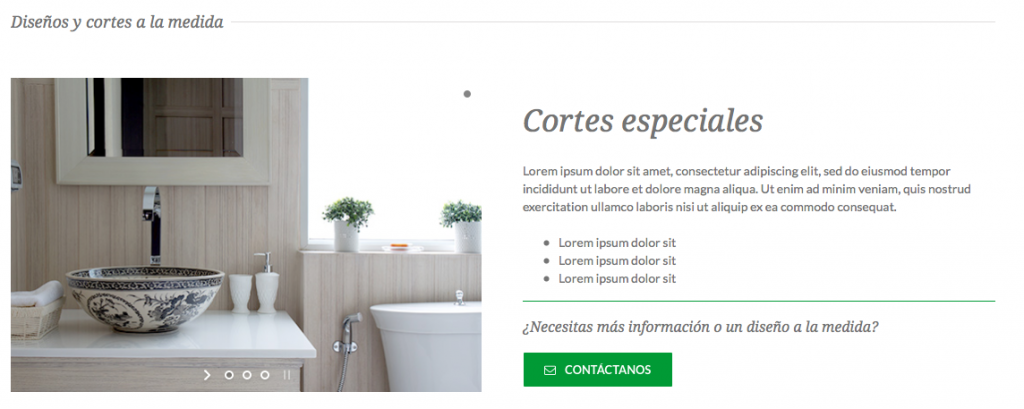 Diseños y cortes a la medida
Cortes especiales
Lorem ipsum dolor sit amet, consectetur adipiscing elit, sed do eiusmod tempor
incididunt ut labore et dolore magna aliqua. Ut enim ad minim veniam, quis nostrud
exercitation ullamco laboris nisi ut aliquip ex ea commodo consequat.
Lorem ipsum dolor sit
Lorem ipsum dolor sit
Lorem ipsum dolor sit
¿Necesitas más información o un diseño a la medida?
CONTÁCTANOS